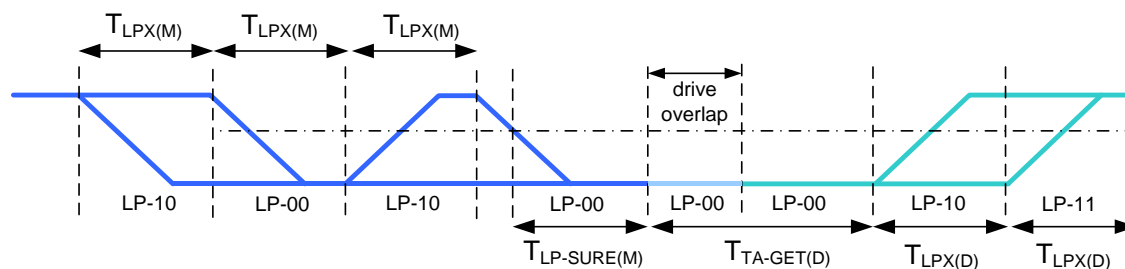 TLPX(M) TLPX(M) TLPX(M)
drive
overlap
LP-10 LP-00 LP-10 LP-00 LP-00 LP-00 LP-10 LP-11
TLP-SURE(M) TTA-GET(D) TLPX(D) TLPX(D)